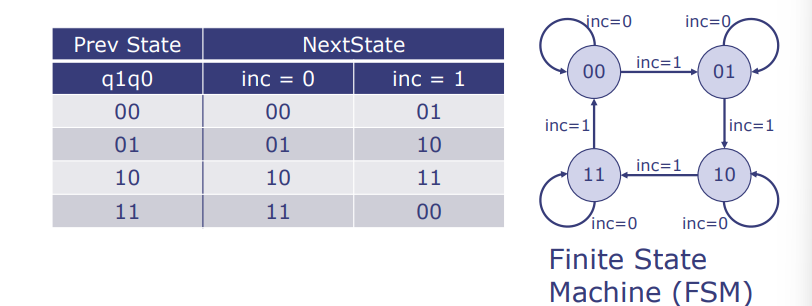 Prev State NextState
q1q0 inc = 0 inc = 1
00 00 01
01 01 10
10 10 11
11 11 00
inc=0 inc=0
00 inc=1 01
inc=1 inc=1
11 inc=1 10
inc=0 inc=0
Finite State
Machine (FSM)